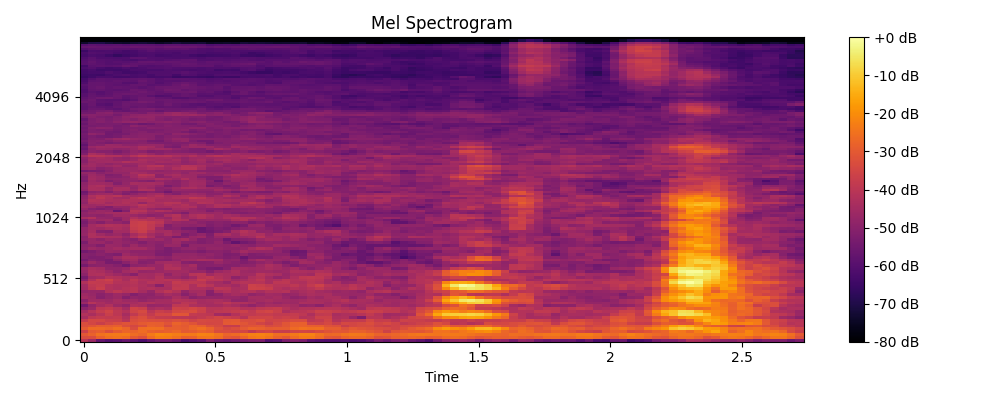 Mel Spectrogram
+0 dB
-10 dB
-20 dB
-30 dB
-40 dB
-50 dB
-60 dB
-70 dB
-80 dB
Hz
4096
2048
1024
512
0
0
0.5
1
1.5
2
2.5
Time